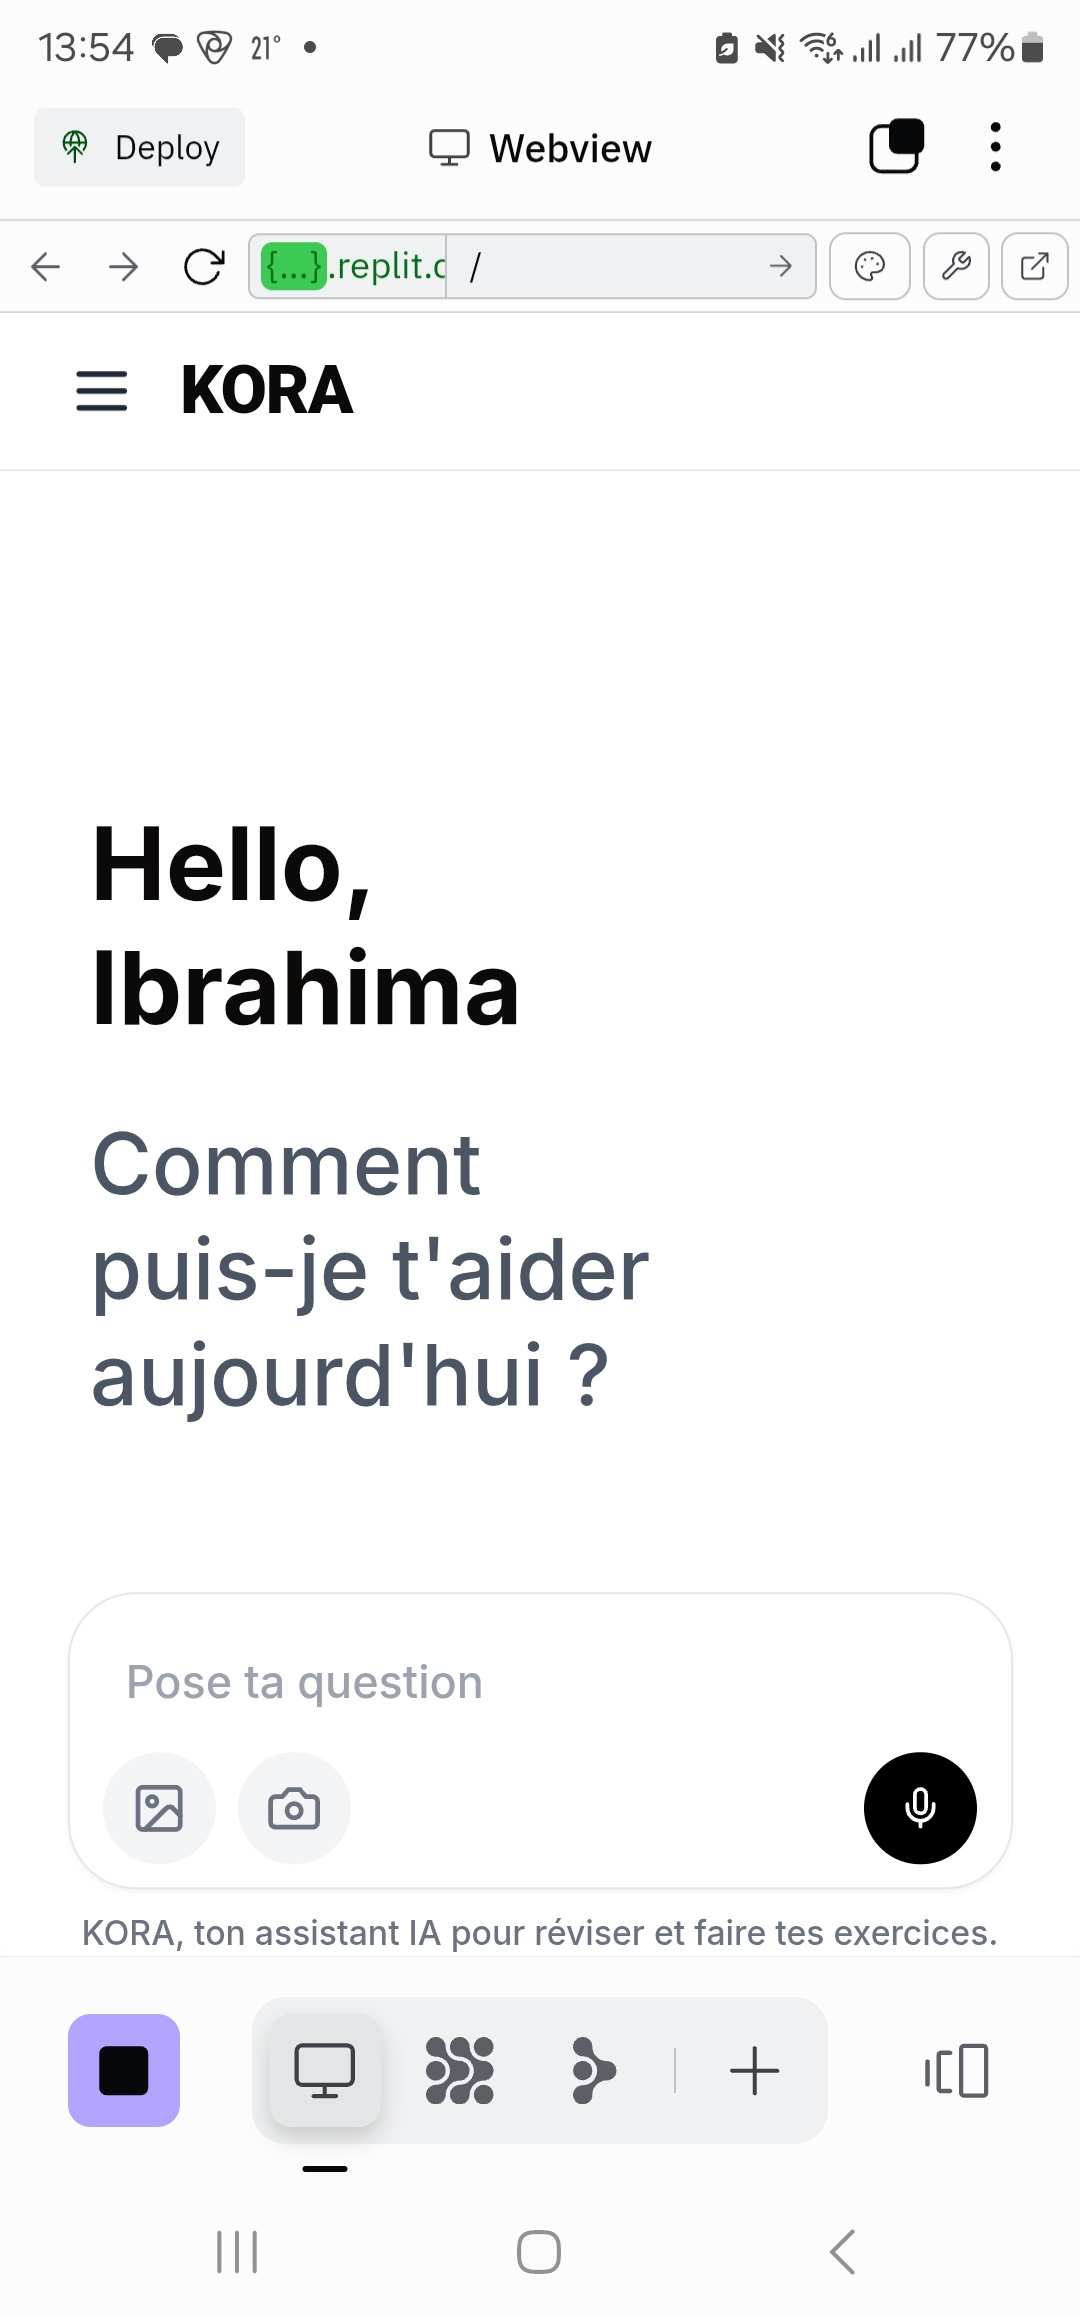 13:54 21° 77%
Deploy Webview
{...}.replit.c /
KORA
Hello,
Ibrahima
Comment
puis-je t'aider
aujourd'hui ?
Pose ta question
KORA, ton assistant IA pour réviser et faire tes exercices.